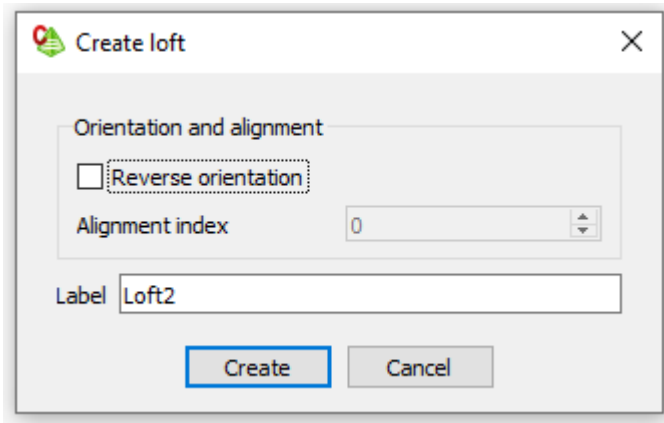 Create loft
Orientation and alignment
Reverse orientation
Alignment index 0
Label Loft2
Create Cancel